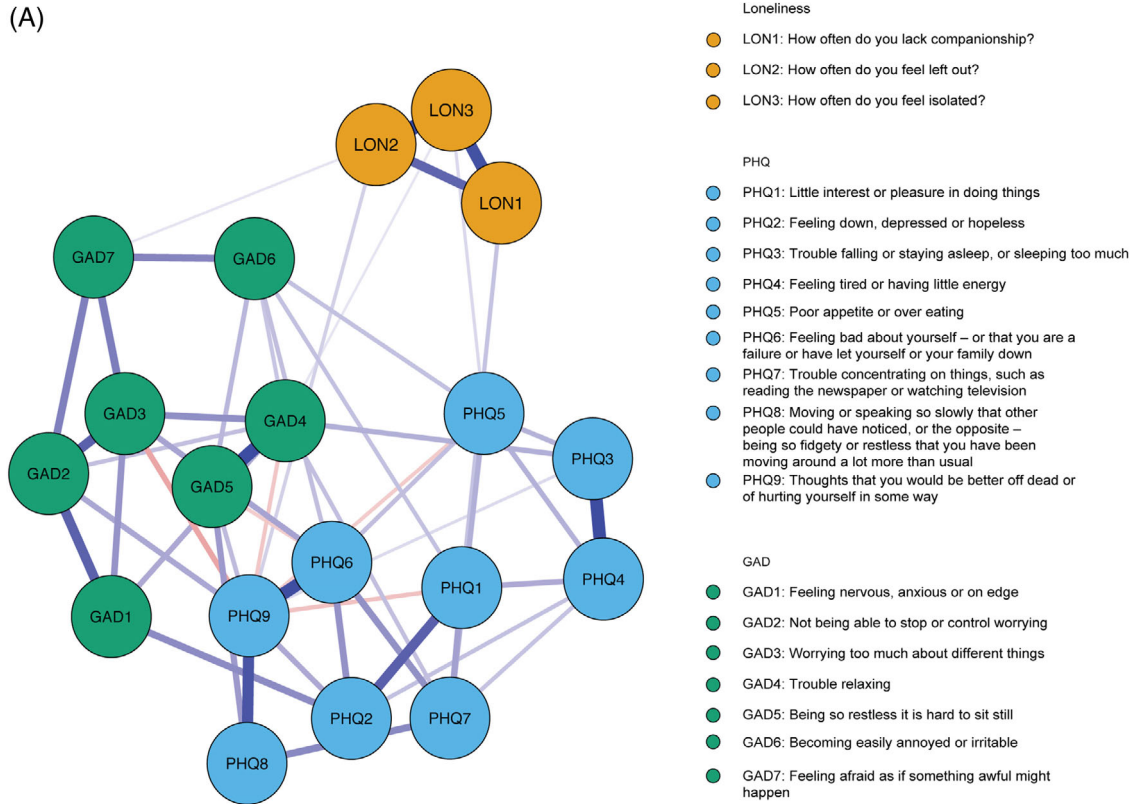 (A)
LON3
LON2
LON1
GAD7
GAD6
GAD3
GAD4
PHQ5
GAD2
GAD5
PHQ3
PHQ6
PHQ1
PHQ4
GAD1
PHQ9
PHQ2
PHQ7
PHQ8
Loneliness
LON1: How often do you lack companionship?
LON2: How often do you feel left out?
LON3: How often do you feel isolated?
PHQ
PHQ1: Little interest or pleasure in doing things
PHQ2: Feeling down, depressed or hopeless
PHQ3: Trouble falling or staying asleep, or sleeping too much
PHQ4: Feeling tired or having little energy
PHQ5: Poor appetite or over eating
PHQ6: Feeling bad about yourself – or that you are a
failure or have let yourself or your family down
PHQ7: Trouble concentrating on things, such as
reading the newspaper or watching television
PHQ8: Moving or speaking so slowly that other
people could have noticed, or the opposite –
being so fidgety or restless that you have been
moving around a lot more than usual
PHQ9: Thoughts that you would be better off dead or
of hurting yourself in some way
GAD
GAD1: Feeling nervous, anxious or on edge
GAD2: Not being able to stop or control worrying
GAD3: Worrying too much about different things
GAD4: Trouble relaxing
GAD5: Being so restless it is hard to sit still
GAD6: Becoming easily annoyed or irritable
GAD7: Feeling afraid as if something awful might
happen